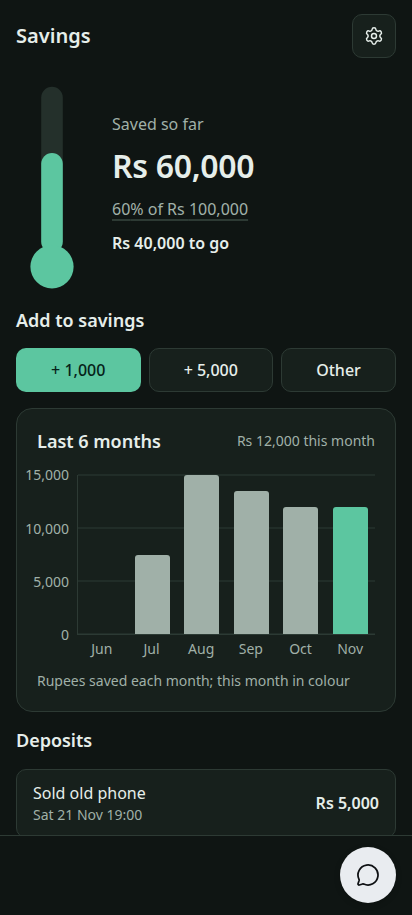 Savings
Saved so far
Rs 60,000
60% of Rs 100,000
Rs 40,000 to go
Add to savings
+ 1,000
+ 5,000
Other
Last 6 months
Rs 12,000 this month
15,000
10,000
5,000
0
Jun Jul Aug Sep Oct Nov
Rupees saved each month; this month in colour
Deposits
Sold old phone
Rs 5,000
Sat 21 Nov 19:00